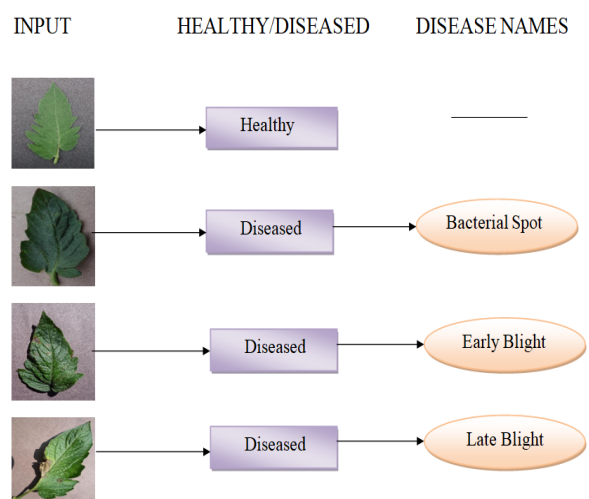 INPUT HEALTHY/DISEASED DISEASE NAMES
Healthy
Diseased Bacterial Spot
Diseased Early Blight
Diseased Late Blight